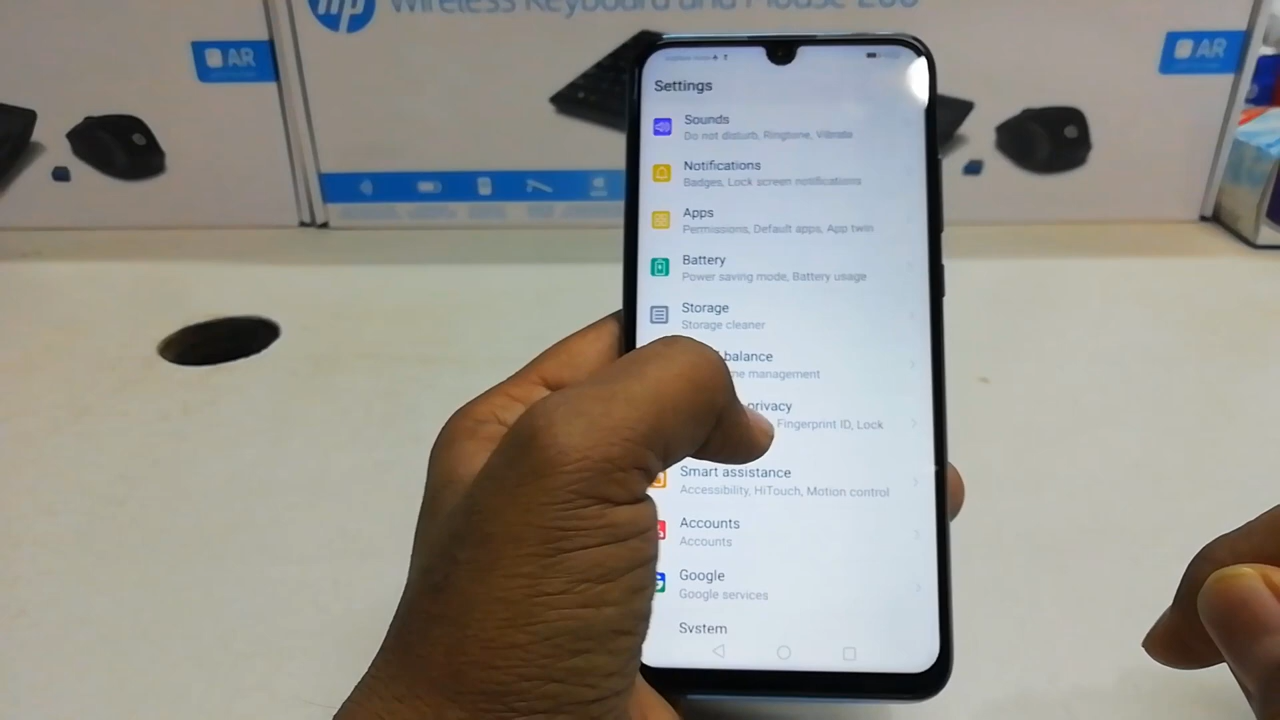 hp
Wireless Keyboard and Mouse 200
AR
AR
Settings
Sounds
Do not disturb, Ringtone, Vibrate
Notifications
Badges, Lock screen notifications
Apps
Permissions, Default apps, App twin
Battery
Power saving mode, Battery usage
Storage
Storage cleaner
balance
management
privacy
Fingerprint ID, Lock
Smart assistance
Accessibility, HiTouch, Motion control
Accounts
Accounts
Google
Google services
System